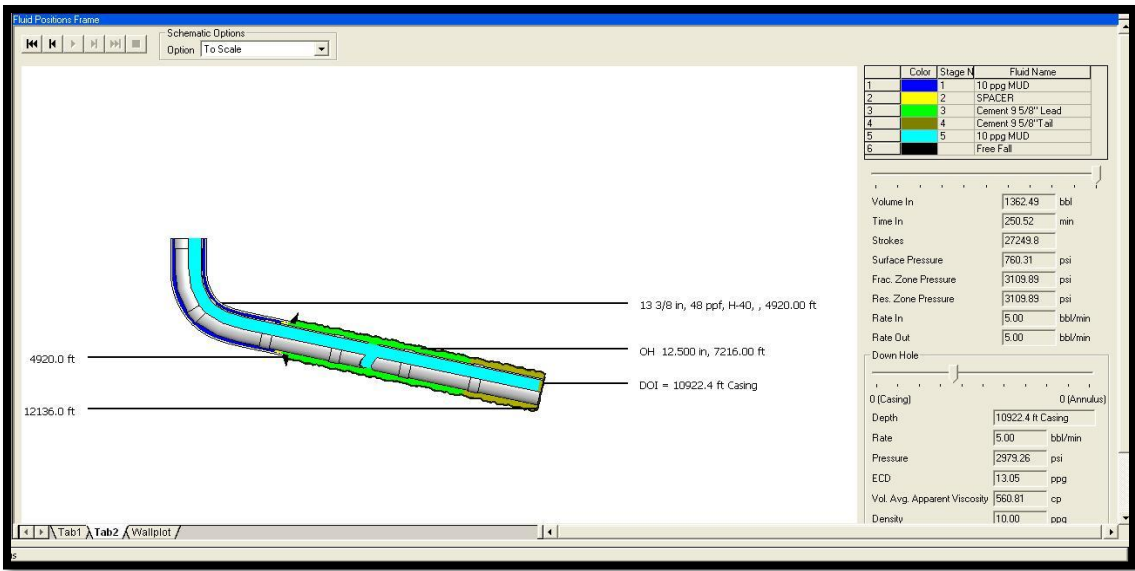 Fluid Positions Frame
Schematic Options
Option To Scale
Color Stage N Fluid Name
1 1 10 ppg MUD
2 2 SPACER
3 3 Cement 9 5/8" Lead
4 4 Cement 9 5/8"Tail
5 5 10 ppg MUD
6 Free Fall
Volume In 1362.49 bbl
Time In 250.52 min
Strokes 27249.8
Surface Pressure 760.31 psi
Frac. Zone Pressure 3109.89 psi
Res. Zone Pressure 3109.89 psi
Rate In 5.00 bbl/min
Rate Out 5.00 bbl/min
13 3/8 in, 48 ppf, H-40, , 4920.00 ft
OH 12.500 in, 7216.00 ft
DOI = 10922.4 ft Casing
4920.0 ft
12136.0 ft
Down Hole
0 (Casing) 0 (Annulus)
Depth 10922.4 ft Casing
Rate 5.00 bbl/min
Pressure 2979.26 psi
ECD 13.05 ppg
Vol. Avg. Apparent Viscosity 560.81 cp
Density 10.00 ppg
Tab1 Tab2 Wallplot